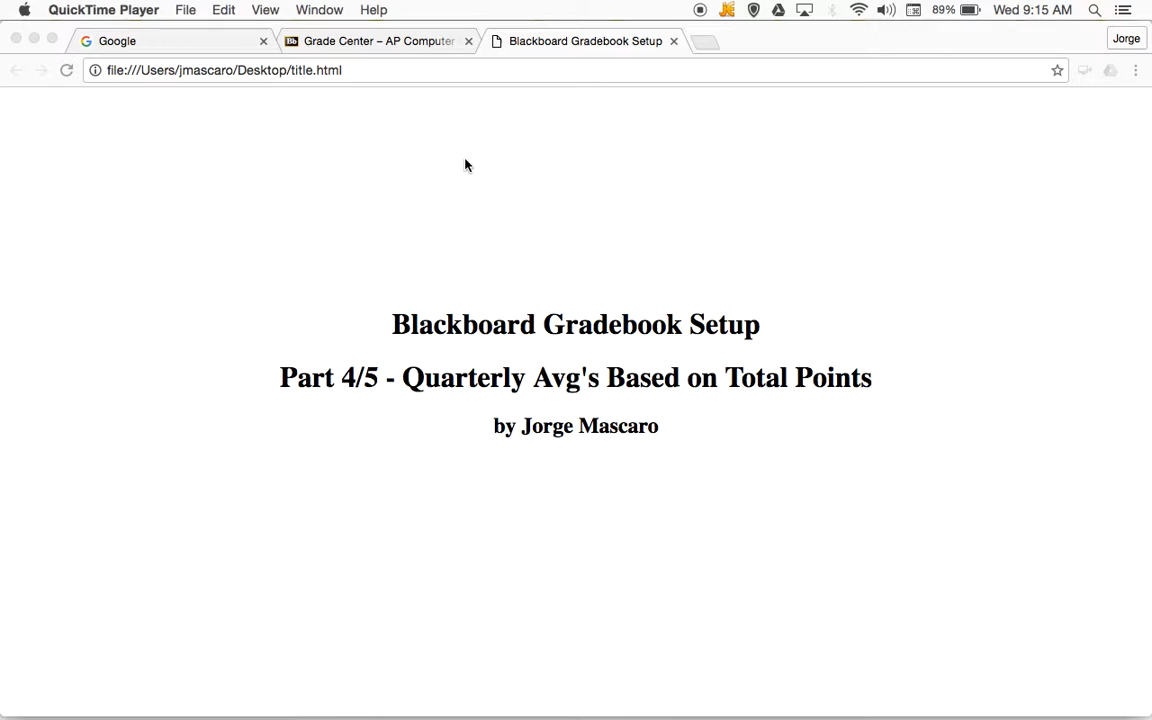 QuickTime Player File Edit View Window Help 89% Wed 9:15 AM
Google Bb Grade Center – AP Computer Blackboard Gradebook Setup Jorge
file:///Users/jmascaro/Desktop/title.html
Blackboard Gradebook Setup
Part 4/5 - Quarterly Avg's Based on Total Points
by Jorge Mascaro